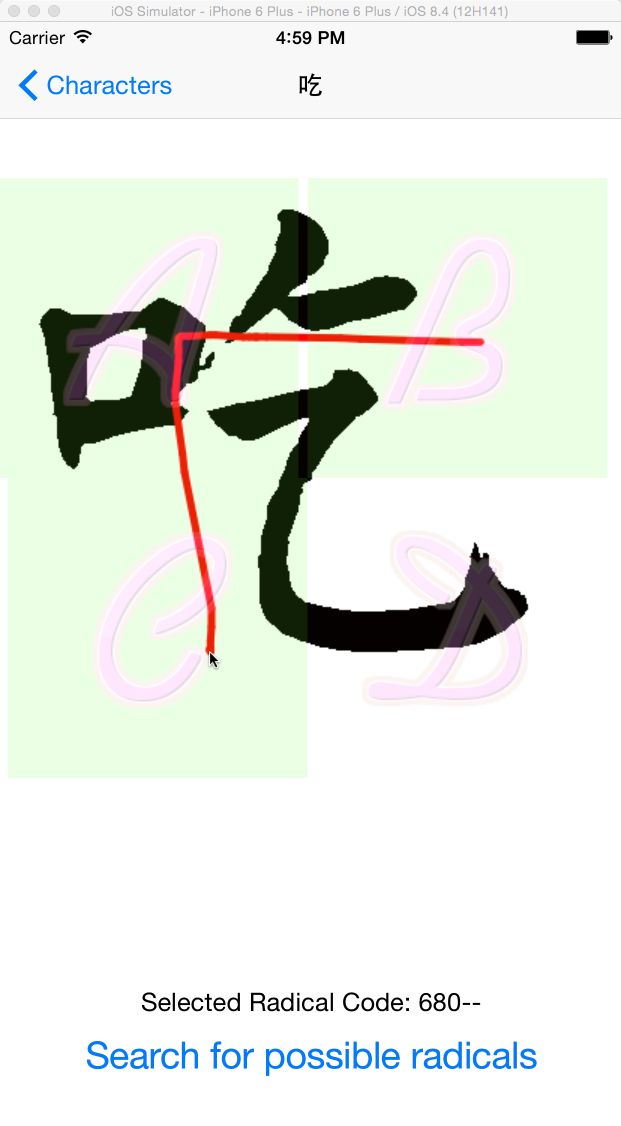 iOS Simulator - iPhone 6 Plus - iPhone 6 Plus / iOS 8.4 (12H141)
Carrier 4:59 PM
Characters 吃
吃
A B
C D
Selected Radical Code: 680--
Search for possible radicals